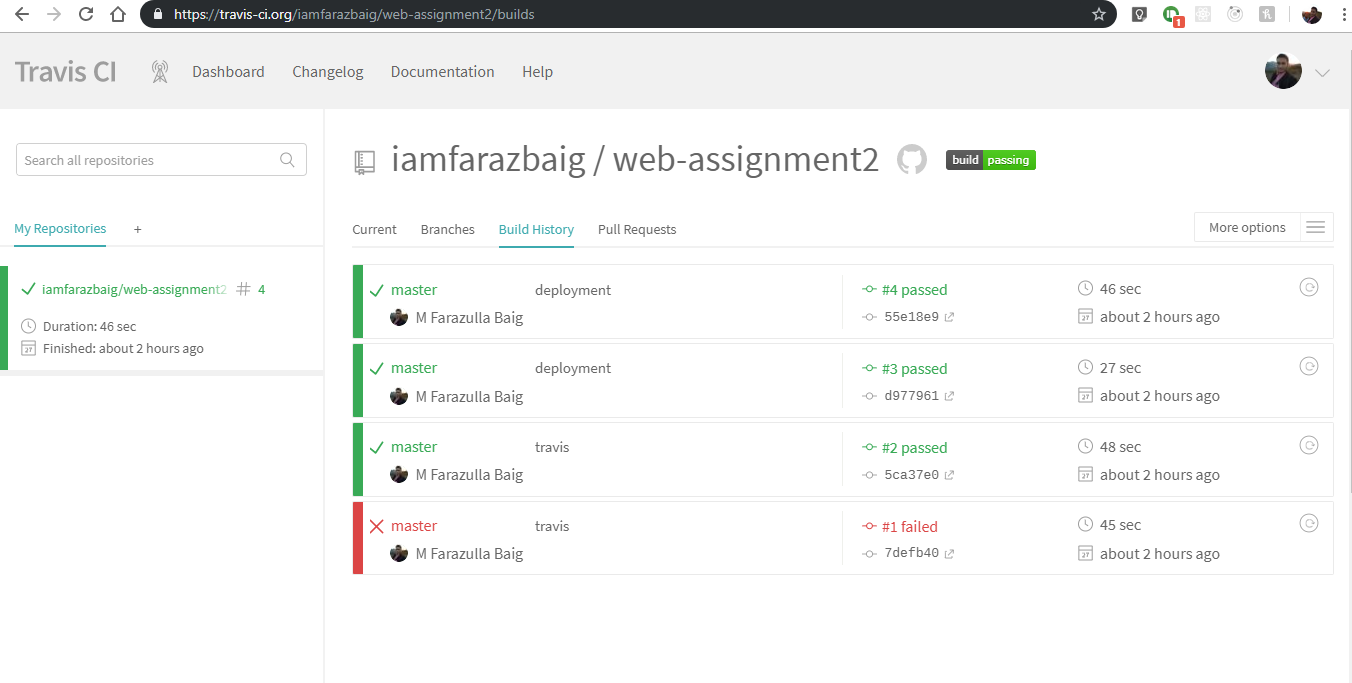 https://travis-ci.org/iamfarazbaig/web-assignment2/builds
1
Travis CI Dashboard Changelog Documentation Help
Search all repositories
My Repositories +
iamfarazbaig/web-assignment2 # 4
Duration: 46 sec
27 Finished: about 2 hours ago
iamfarazbaig / web-assignment2 build passing
Current Branches Build History Pull Requests More options
master deployment #4 passed 46 sec
M Farazulla Baig 55e18e9 27 about 2 hours ago
master deployment #3 passed 27 sec
M Farazulla Baig d977961 27 about 2 hours ago
master travis #2 passed 48 sec
M Farazulla Baig 5ca37e0 27 about 2 hours ago
master travis #1 failed 45 sec
M Farazulla Baig 7defb40 27 about 2 hours ago